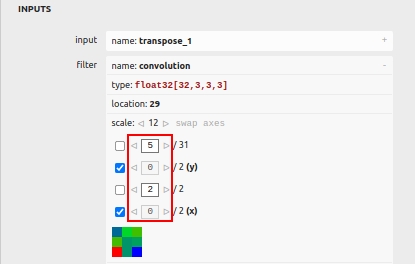 INPUTS
input name: transpose_1 +
filter name: convolution -
type: float32[32,3,3,3]
location: 29
scale: ◁ 12 ▷ swap axes
◁ 5 ▷ / 31
◁ 0 ▷ / 2 (y)
◁ 2 ▷ / 2
◁ 0 ▷ / 2 (x)